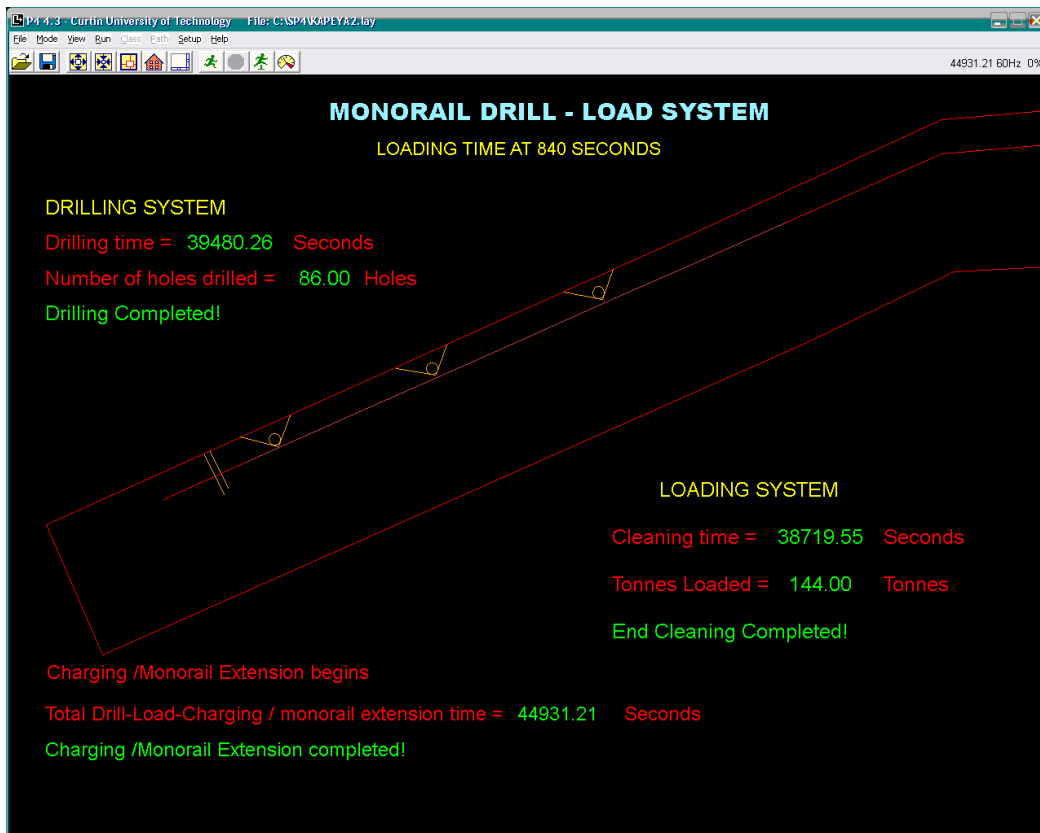 P4 4.3 - Curtin University of Technology File: C:\SP4\KAPEYA2.lay
File Mode View Run Class Path Setup Help
44931.21 60Hz 0%
MONORAIL DRILL - LOAD SYSTEM
LOADING TIME AT 840 SECONDS
DRILLING SYSTEM
Drilling time = 39480.26 Seconds
Number of holes drilled = 86.00 Holes
Drilling Completed!
LOADING SYSTEM
Cleaning time = 38719.55 Seconds
Tonnes Loaded = 144.00 Tonnes
End Cleaning Completed!
Charging /Monorail Extension begins
Total Drill-Load-Charging / monorail extension time = 44931.21 Seconds
Charging /Monorail Extension completed!